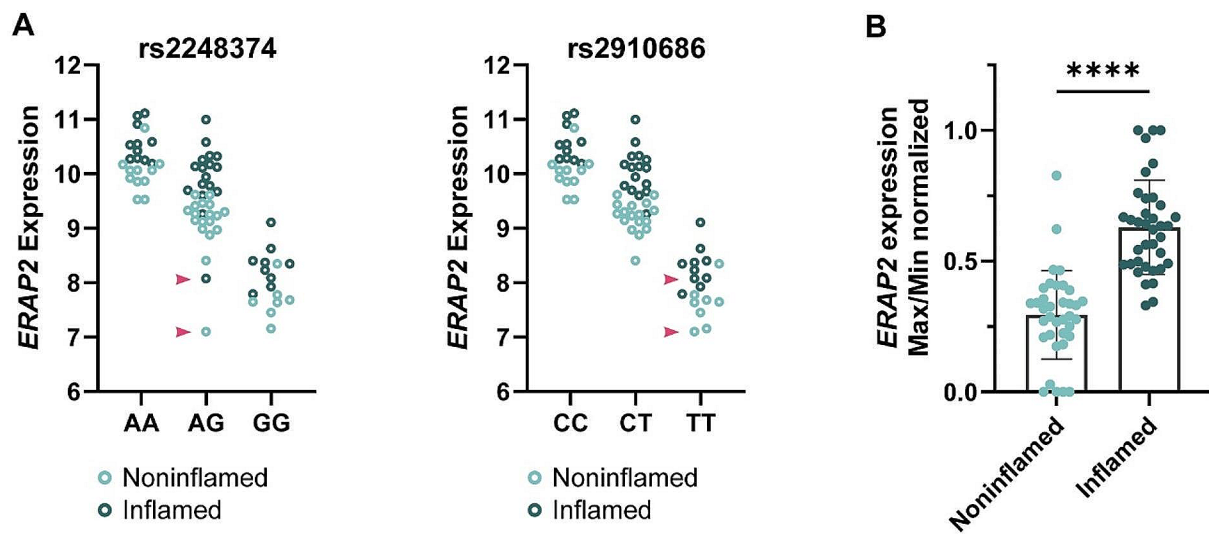 A
rs2248374
12
11
10
9
8
7
6
ERAP2 Expression
AA AG GG
Noninflamed
Inflamed
rs2910686
12
11
10
9
8
7
6
ERAP2 Expression
CC CT TT
Noninflamed
Inflamed
B
****
ERAP2 expression
Max/Min normalized
1.0
0.5
0.0
Noninflamed
Inflamed